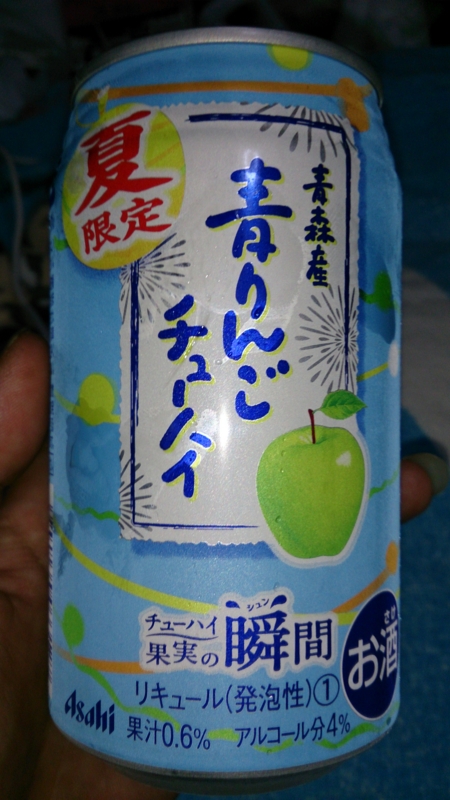 夏
限定
青森産
青りんご
チューハイ
チューハイ
果実の瞬間
シュン
さけ
お酒
リキュール(発泡性)①
Asahi
果汁0.6% アルコール分4%